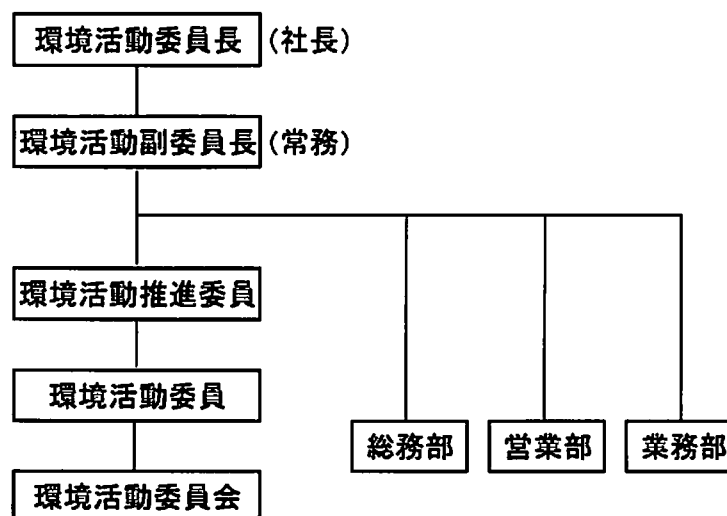 環境活動委員長 (社長)
環境活動副委員長 (常務)
環境活動推進委員
環境活動委員
総務部 営業部 業務部
環境活動委員会